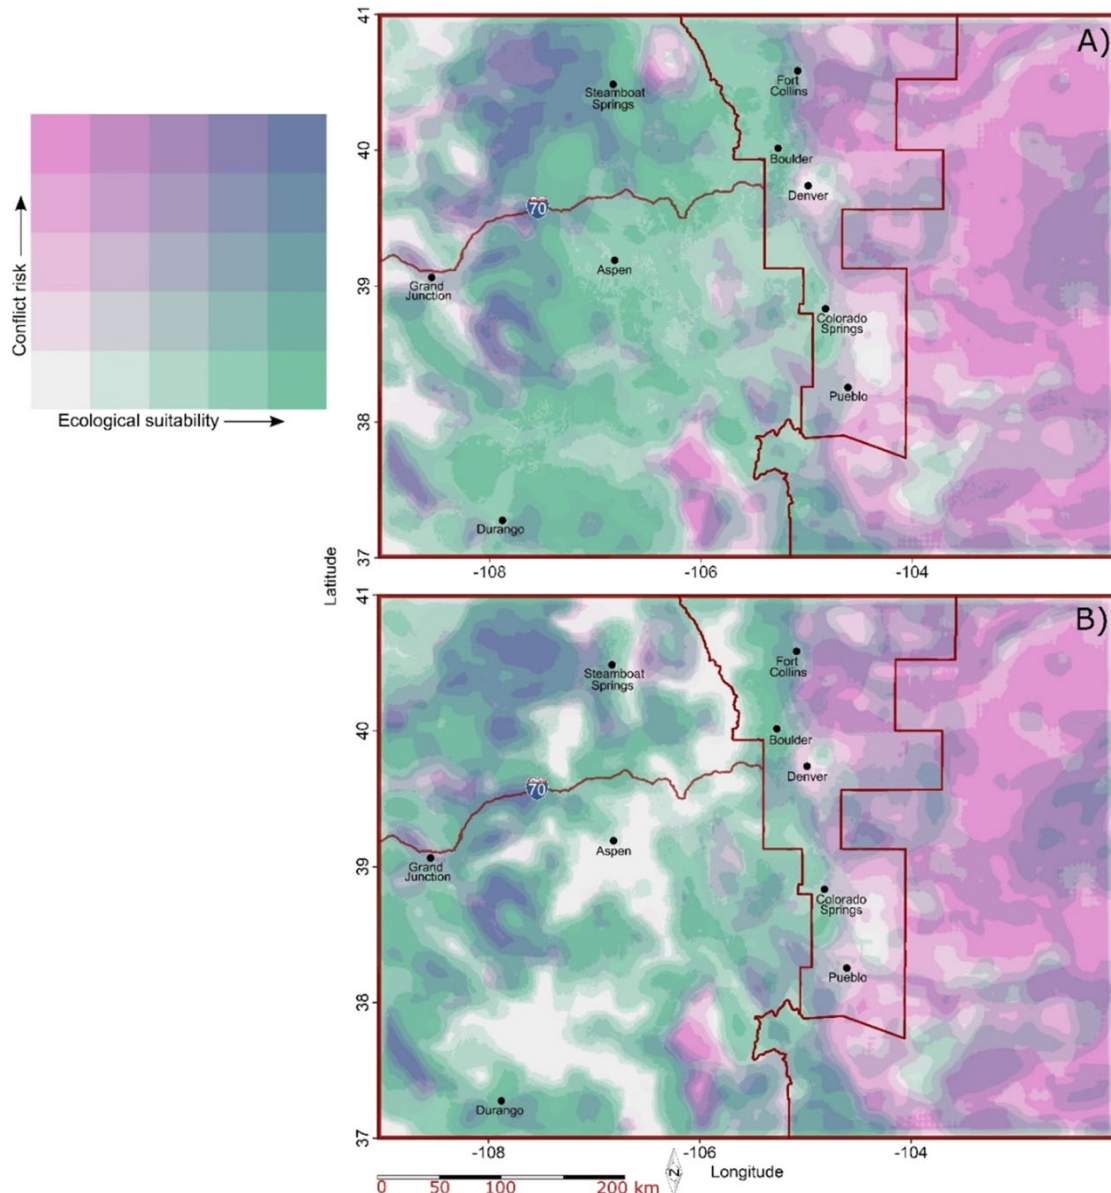 A)
41
Fort
Collins
Steamboat
Springs
40
Boulder
Denver
70
Conflict risk
Aspen
39
Grand
Junction
Colorado
Springs
Pueblo
Ecological suitability
38
Durango
37
-108
-106
-104
Latitude
41
B)
Fort
Collins
Steamboat
Springs
40
Boulder
Denver
70
Aspen
39
Grand
Junction
Colorado
Springs
Pueblo
38
Durango
37
-108
-106
-104
Longitude
N
0 50 100 200 km